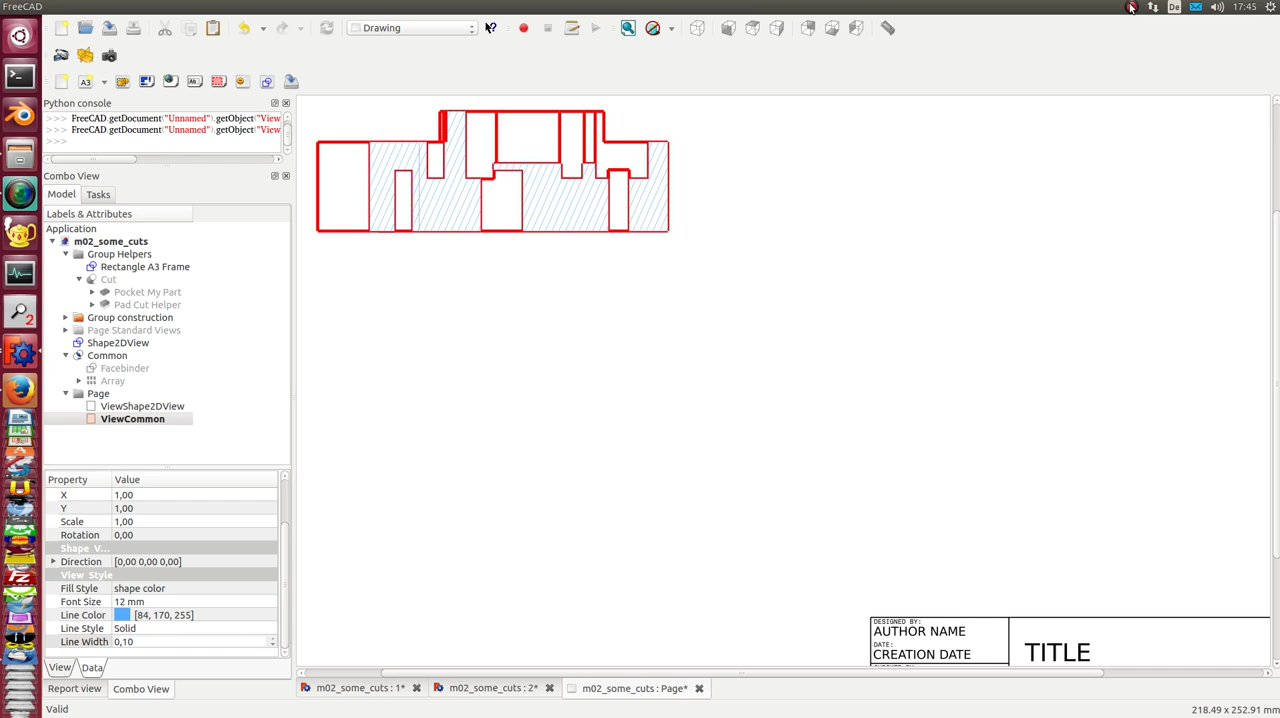 FreeCAD
De
17:45
Drawing
A3
Python console
>>> FreeCAD.getDocument("Unnamed").getObject("View
>>> FreeCAD.getDocument("Unnamed").getObject("View
>>>
Combo View
Model
Tasks
Labels & Attributes
Application
m02_some_cuts
Group Helpers
Rectangle A3 Frame
Cut
Pocket My Part
Pad Cut Helper
Group construction
Page Standard Views
Shape2DView
Common
Facebinder
Array
Page
ViewShape2DView
ViewCommon
Property Value
X 1,00
Y 1,00
Scale 1,00
Rotation 0,00
Shape V...
Direction [0,00 0,00 0,00]
View Style
Fill Style shape color
Font Size 12 mm
Line Color [84, 170, 255]
Line Style Solid
Line Width 0,10
View Data
Report view Combo View
m02_some_cuts : 1* m02_some_cuts : 2* m02_some_cuts : Page*
DESIGNED BY:
AUTHOR NAME
DATE:
CREATION DATE
TITLE
Valid
218.49 x 252.91 mm